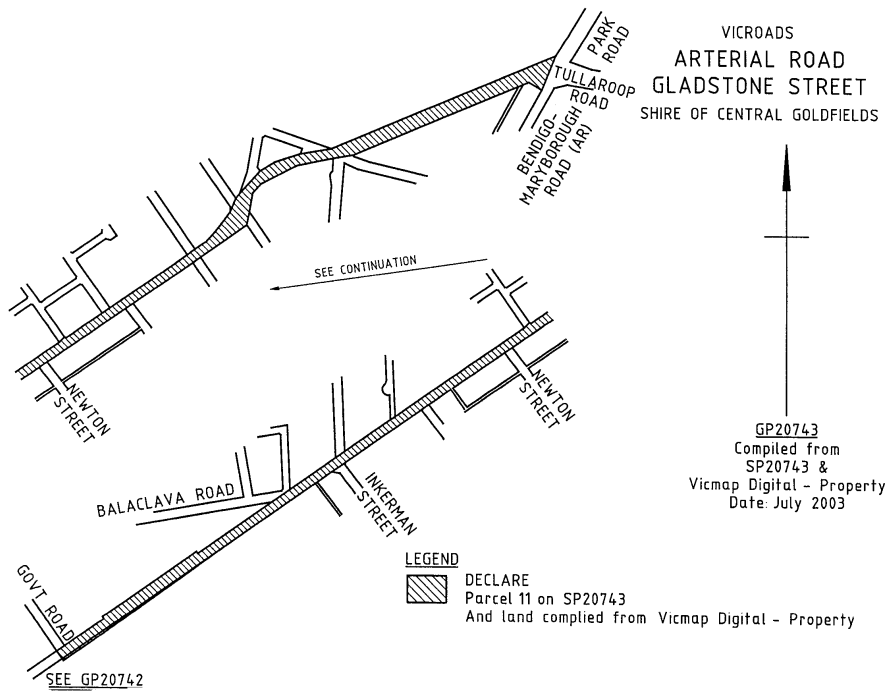 VICROADS
ARTERIAL ROAD
GLADSTONE STREET
SHIRE OF CENTRAL GOLDFIELDS
PARK
ROAD
TULLAROOP
ROAD
BENDIGO-
MARYBOROUGH
ROAD (AR)
SEE CONTINUATION
NEWTON
STREET
NEWTON
STREET
INKERMAN
STREET
BALACLAVA ROAD
GOVT ROAD
SEE GP20742
GP20743
Compiled from
SP20743 &
Vicmap Digital - Property
Date: July 2003
LEGEND
DECLARE
Parcel 11 on SP20743
And land complied from Vicmap Digital - Property